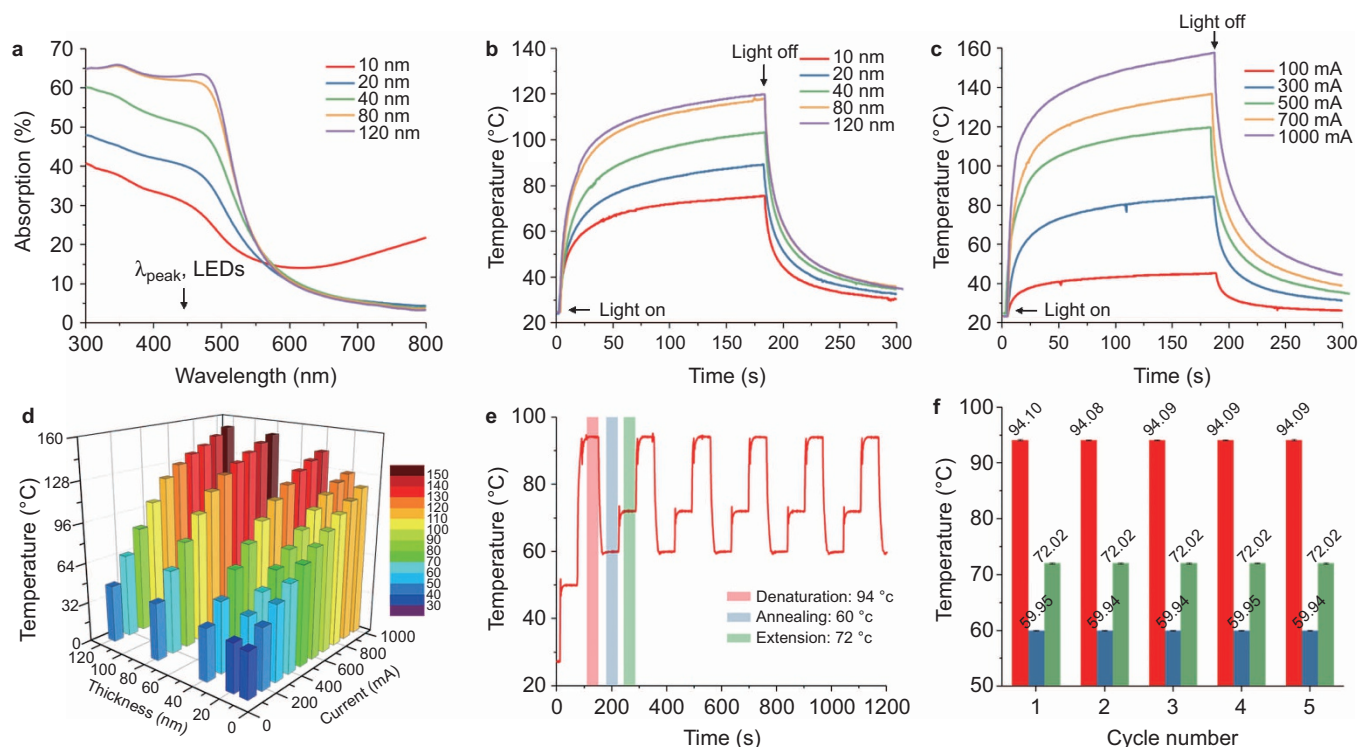 a
70
60
50
40
30
20
10
0
Absorption (%)
10 nm
20 nm
40 nm
80 nm
120 nm
λpeak, LEDs
300 400 500 600 700 800
Wavelength (nm)
b
140
120
100
80
60
40
20
Temperature (°C)
Light off
10 nm
20 nm
40 nm
80 nm
120 nm
Light on
0 50 100 150 200 250 300
Time (s)
c
160
140
120
100
80
60
40
20
Temperature (°C)
Light off
100 mA
300 mA
500 mA
700 mA
1000 mA
Light on
0 50 100 150 200 250 300
Time (s)
d
160
128
96
64
32
0
Temperature (°C)
120
100
80
60
40
20
0
Thickness (nm)
0
200
400
600
800
1000
Current (mA)
150
140
130
120
110
100
90
80
70
60
50
40
30
e
100
80
60
40
20
Temperature (°C)
Denaturation: 94 °c
Annealing: 60 °c
Extension: 72 °c
0 200 400 600 800 1000 1200
Time (s)
f
100
90
80
70
60
50
Temperature (°C)
94.10 94.08 94.09 94.09 94.09
72.02 72.02 72.02 72.02 72.02
59.95 59.94 59.94 59.95 59.94
1 2 3 4 5
Cycle number